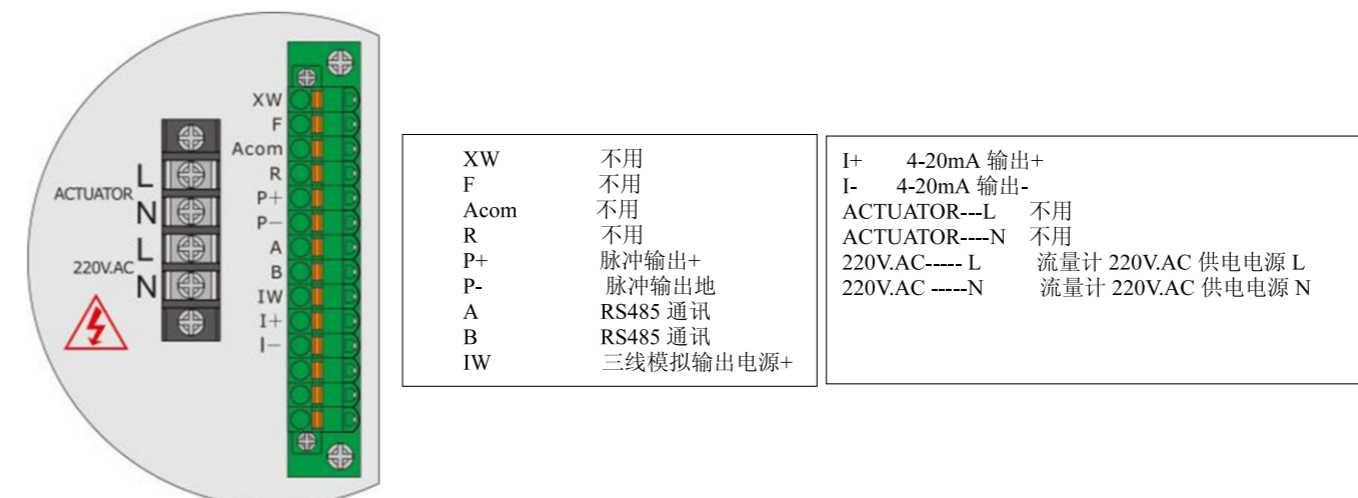 XW
F
Acom
R
P+
P−
A
B
IW
I+
I−
L
ACTUATOR
N
L
220V.AC
N
XW 不用
F 不用
Acom 不用
R 不用
P+ 脉冲输出+
P- 脉冲输出地
A RS485 通讯
B RS485 通讯
IW 三线模拟输出电源+
I+ 4-20mA 输出+
I- 4-20mA 输出-
ACTUATOR---L 不用
ACTUATOR----N 不用
220V.AC----- L 流量计 220V.AC 供电电源 L
220V.AC -----N 流量计 220V.AC 供电电源 N